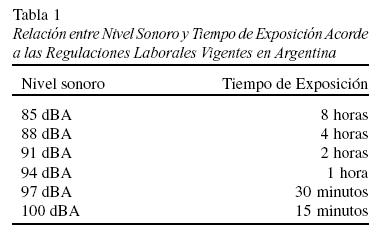 Tabla 1
Relación entre Nivel Sonoro y Tiempo de Exposición Acorde
a las Regulaciones Laborales Vigentes en Argentina
Nivel sonoro Tiempo de Exposición
85 dBA 8 horas
88 dBA 4 horas
91 dBA 2 horas
94 dBA 1 hora
97 dBA 30 minutos
100 dBA 15 minutos